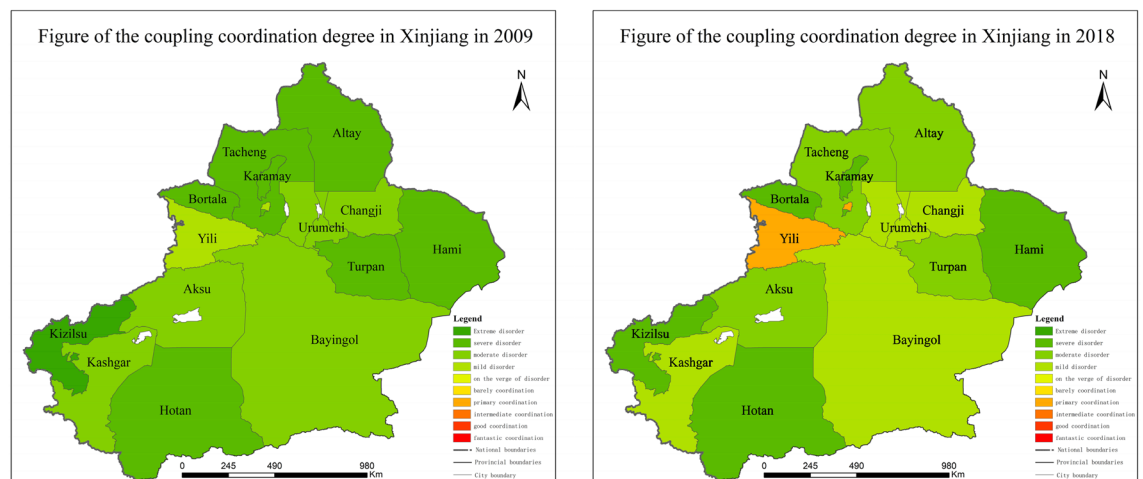 Figure of the coupling coordination degree in Xinjiang in 2009
N
Altay
Tacheng
Karamay
Bortala
Changji
Urumchi
Yili
Hami
Turpan
Aksu
Kizilsu
Bayingol
Kashgar
Hotan
Legend
Extreme disorder
severe disorder
moderate disorder
mild disorder
on the verge of disorder
barely coordination
primary coordination
intermediate coordination
good coordination
fantastic coordination
National boundaries
Provincial boundaries
City boundary
0 245 490 980
Km
Figure of the coupling coordination degree in Xinjiang in 2018
N
Altay
Tacheng
Karamay
Bortala
Changji
Urumchi
Yili
Hami
Turpan
Aksu
Kizilsu
Bayingol
Kashgar
Hotan
Legend
Extreme disorder
severe disorder
moderate disorder
mild disorder
on the verge of disorder
barely coordination
primary coordination
intermediate coordination
good coordination
fantastic coordination
National boundaries
Provincial boundaries
City boundary
0 245 490 980
Km